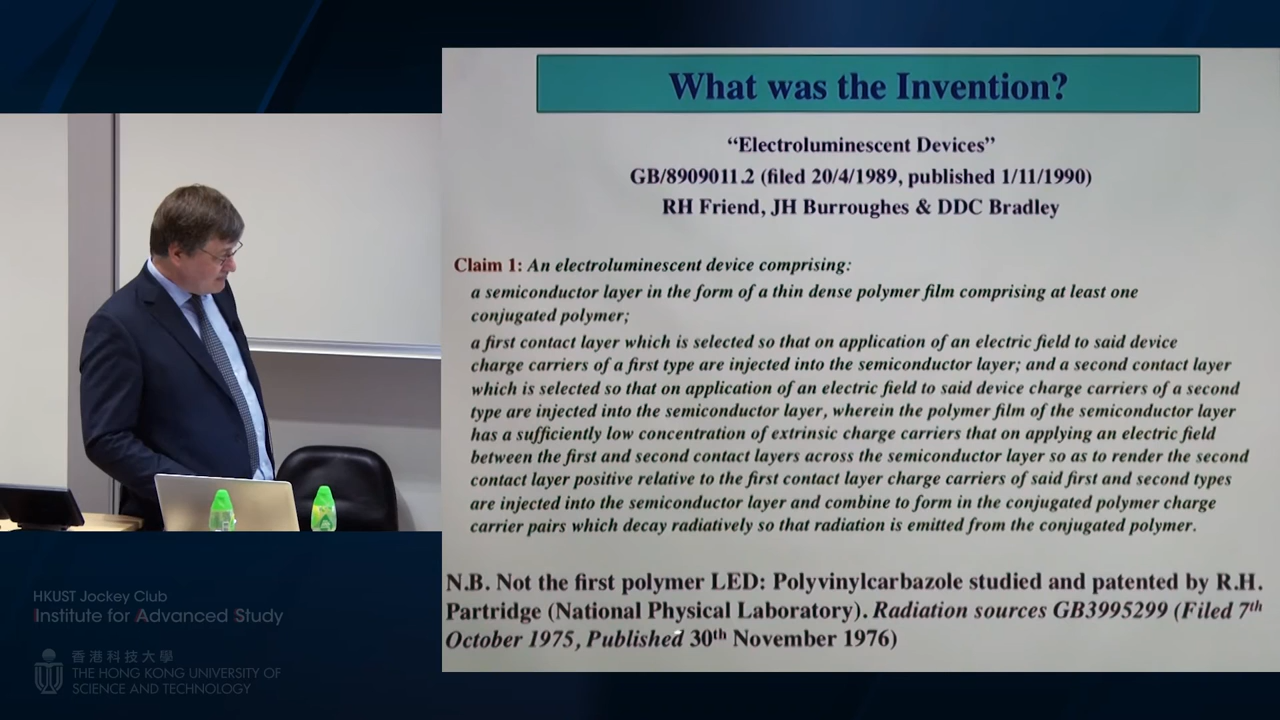 What was the Invention?
“Electroluminescent Devices”
GB/8909011.2 (filed 20/4/1989, published 1/11/1990)
RH Friend, JH Burroughes & DDC Bradley
Claim 1: An electroluminescent device comprising:
a semiconductor layer in the form of a thin dense polymer film comprising at least one
conjugated polymer;
a first contact layer which is selected so that on application of an electric field to said device
charge carriers of a first type are injected into the semiconductor layer; and a second contact layer
which is selected so that on application of an electric field to said device charge carriers of a second
type are injected into the semiconductor layer, wherein the polymer film of the semiconductor layer
has a sufficiently low concentration of extrinsic charge carriers that on applying an electric field
between the first and second contact layers across the semiconductor layer so as to render the second
contact layer positive relative to the first contact layer charge carriers of said first and second types
are injected into the semiconductor layer and combine to form in the conjugated polymer charge
carrier pairs which decay radiatively so that radiation is emitted from the conjugated polymer.
N.B. Not the first polymer LED: Polyvinylcarbazole studied and patented by R.H.
Partridge (National Physical Laboratory). Radiation sources GB3995299 (Filed 7th
October 1975, Published 30th November 1976)
HKUST Jockey Club
Institute for Advanced Study
香港科技大學
THE HONG KONG UNIVERSITY OF
SCIENCE AND TECHNOLOGY